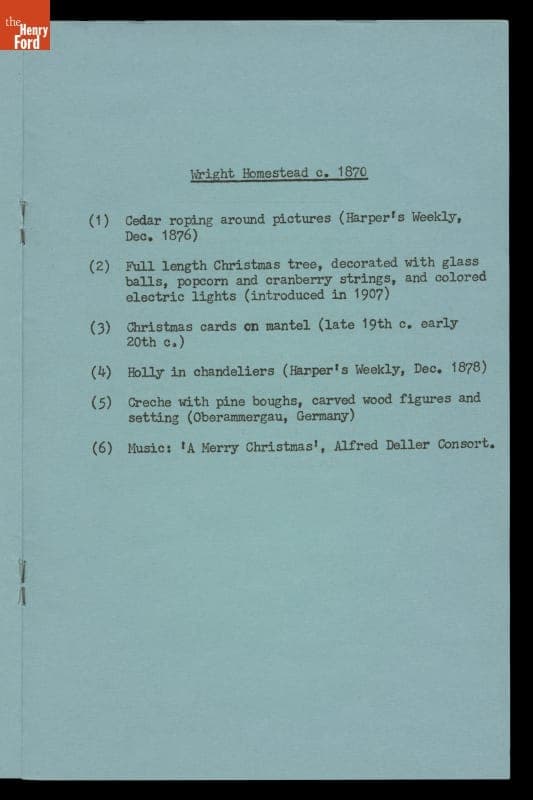 the
Henry
Ford
Wright Homestead c. 1870
(1) Cedar roping around pictures (Harper's Weekly,
Dec. 1876)
(2) Full length Christmas tree, decorated with glass
balls, popcorn and cranberry strings, and colored
electric lights (introduced in 1907)
(3) Christmas cards on mantel (late 19th c. early
20th c.)
(4) Holly in chandeliers (Harper's Weekly, Dec. 1878)
(5) Creche with pine boughs, carved wood figures and
setting (Oberammergau, Germany)
(6) Music: 'A Merry Christmas', Alfred Deller Consort.